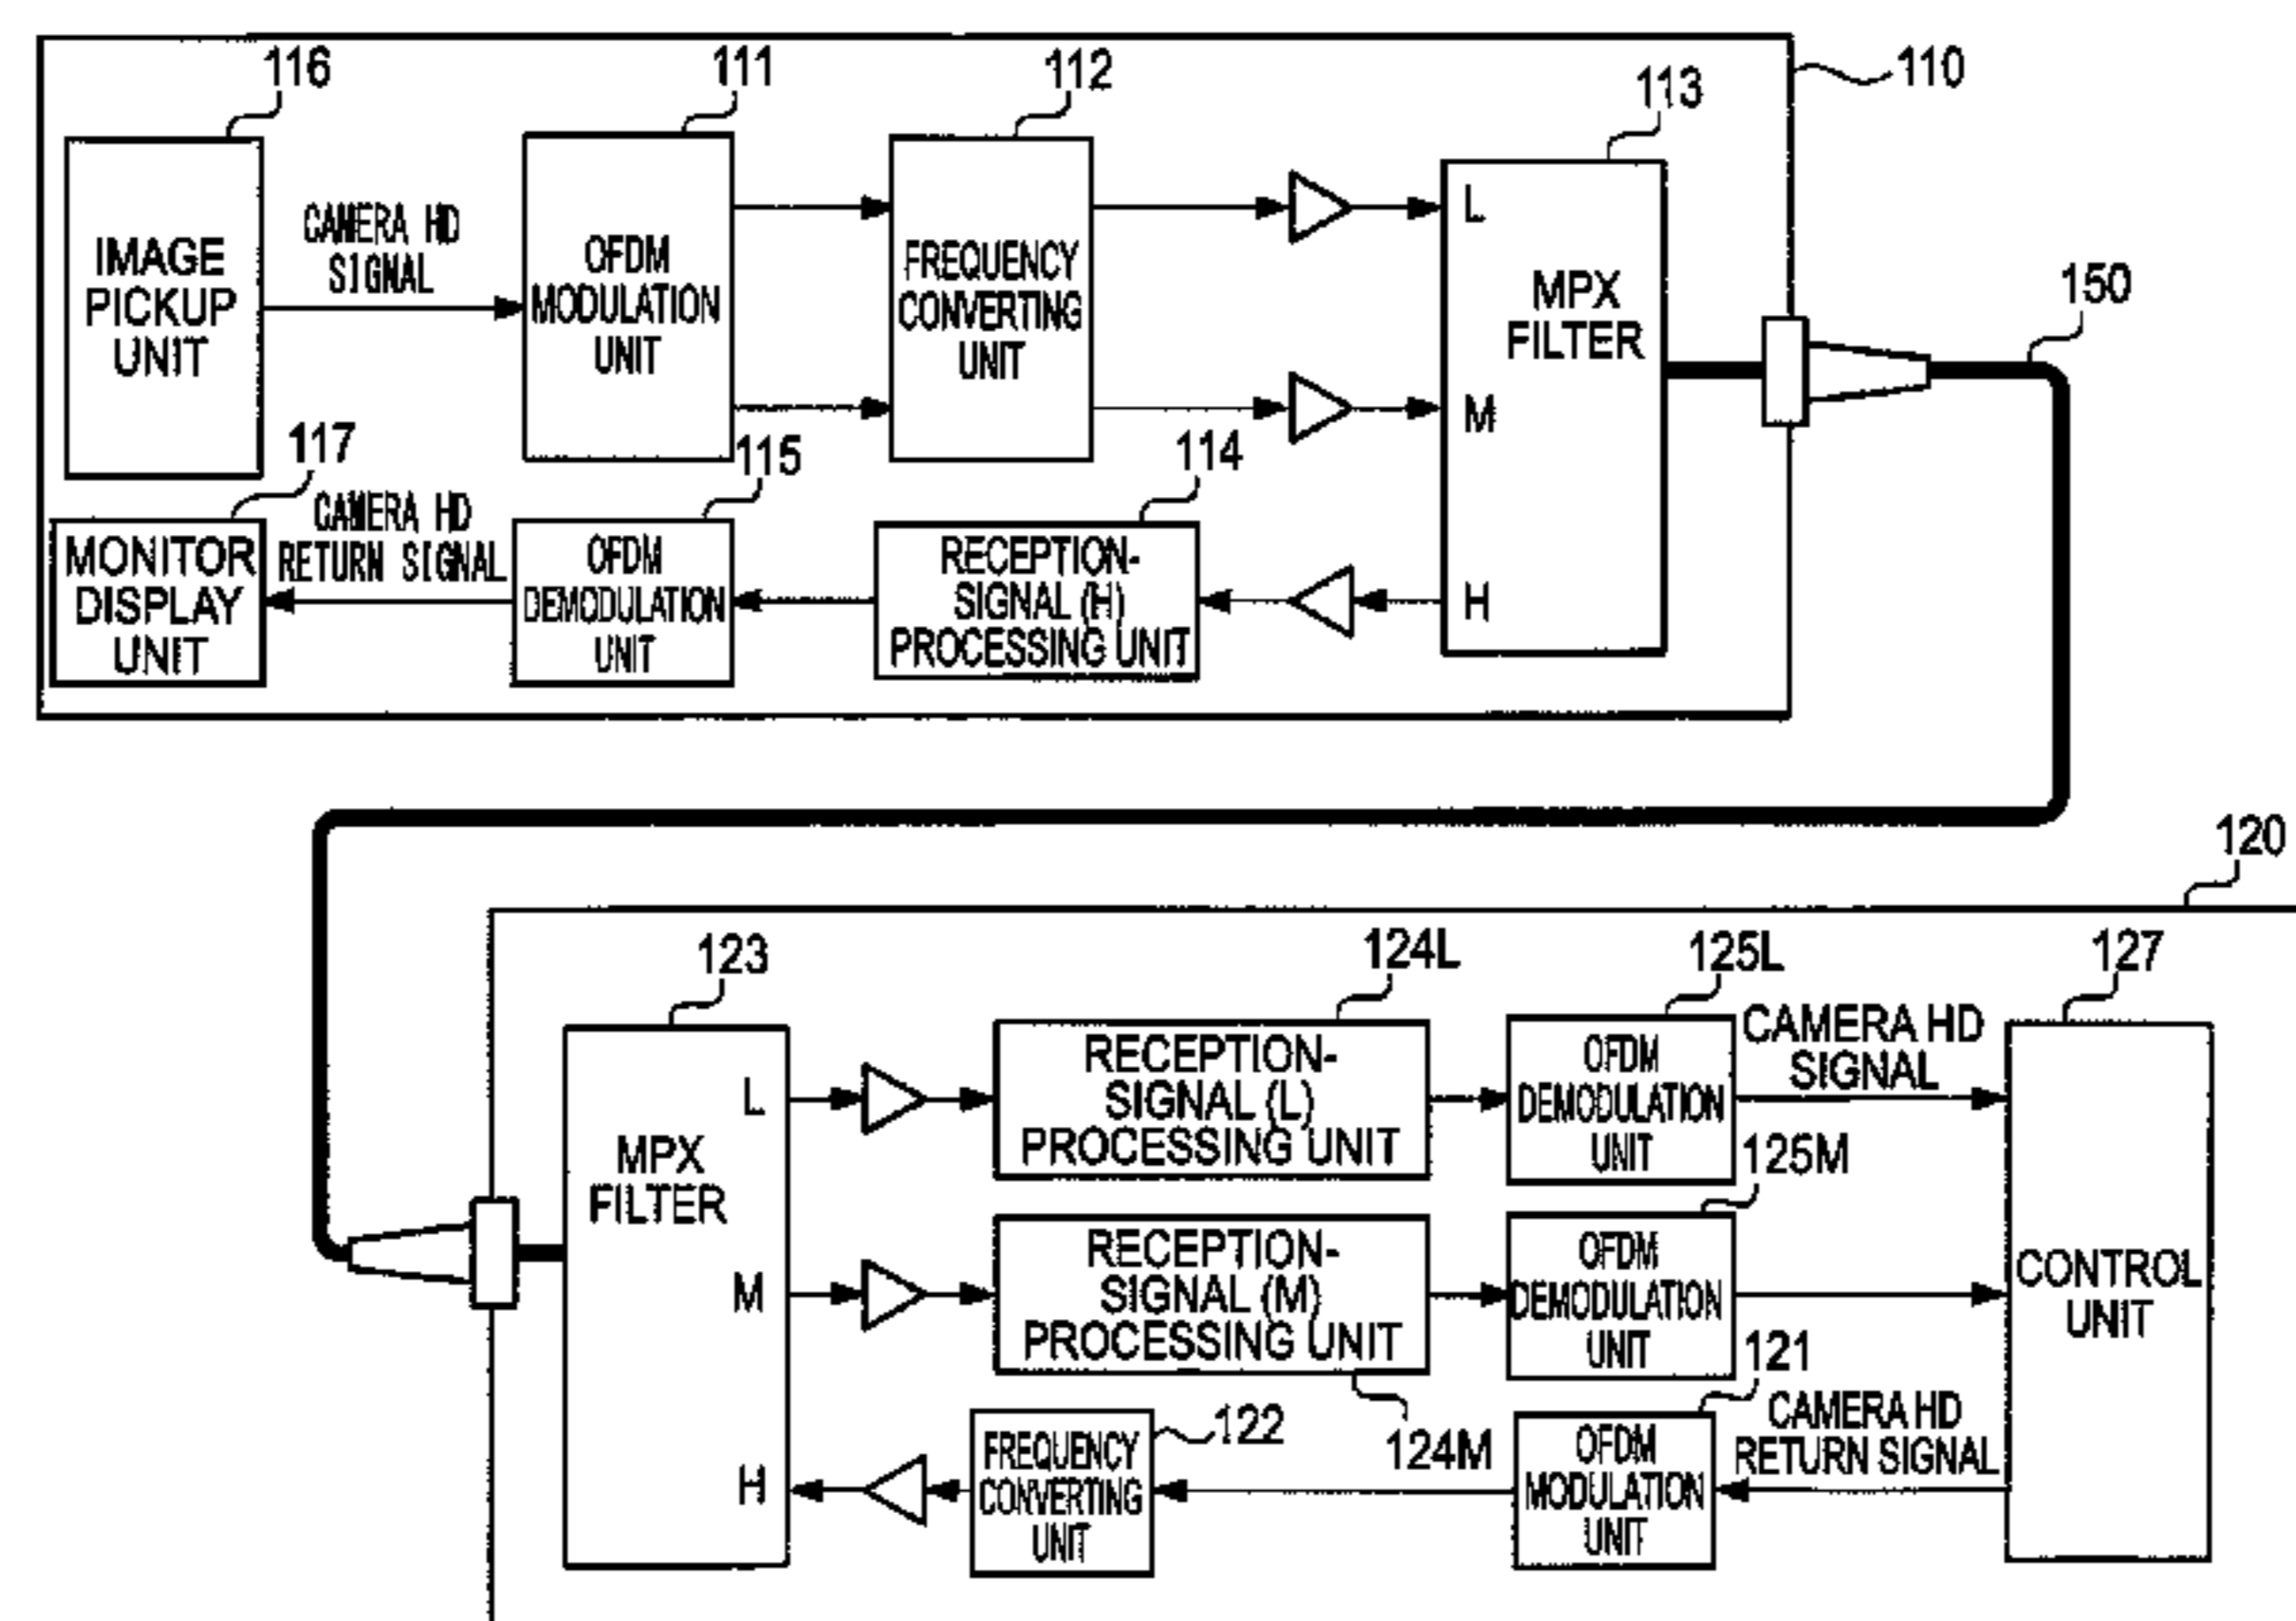 116
111
112
113
110
IMAGE
PICKUP
UNIT
CAMERA HD
SIGNAL
OFDM
MODULATION
UNIT
FREQUENCY
CONVERTING
UNIT
L
MPX
FILTER
M
H
150
117
115
114
MONITOR
DISPLAY
UNIT
CAMERA HD
RETURN SIGNAL
OFDM
DEMODULATION
UNIT
RECEPTION-
SIGNAL (H)
PROCESSING UNIT
120
123
124L
125L
127
MPX
FILTER
L
M
H
RECEPTION-
SIGNAL (L)
PROCESSING UNIT
OFDM
DEMODULATION
UNIT
CAMERA HD
SIGNAL
125M
RECEPTION-
SIGNAL (M)
PROCESSING UNIT
OFDM
DEMODULATION
UNIT
CONTROL
UNIT
121
122
124M
FREQUENCY
CONVERTING
UNIT
OFDM
MODULATION
UNIT
CAMERA HD
RETURN SIGNAL